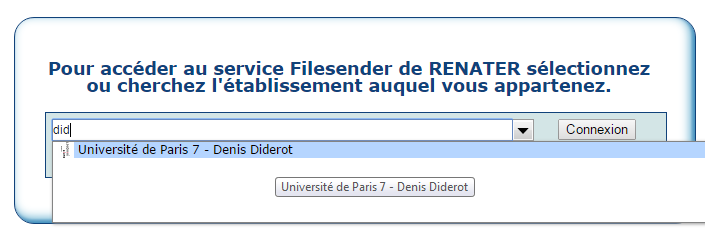 Pour accéder au service Filesender de RENATER sélectionnez
ou cherchez l'établissement auquel vous appartenez.
did
Connexion
Université de Paris 7 - Denis Diderot
Université de Paris 7 - Denis Diderot